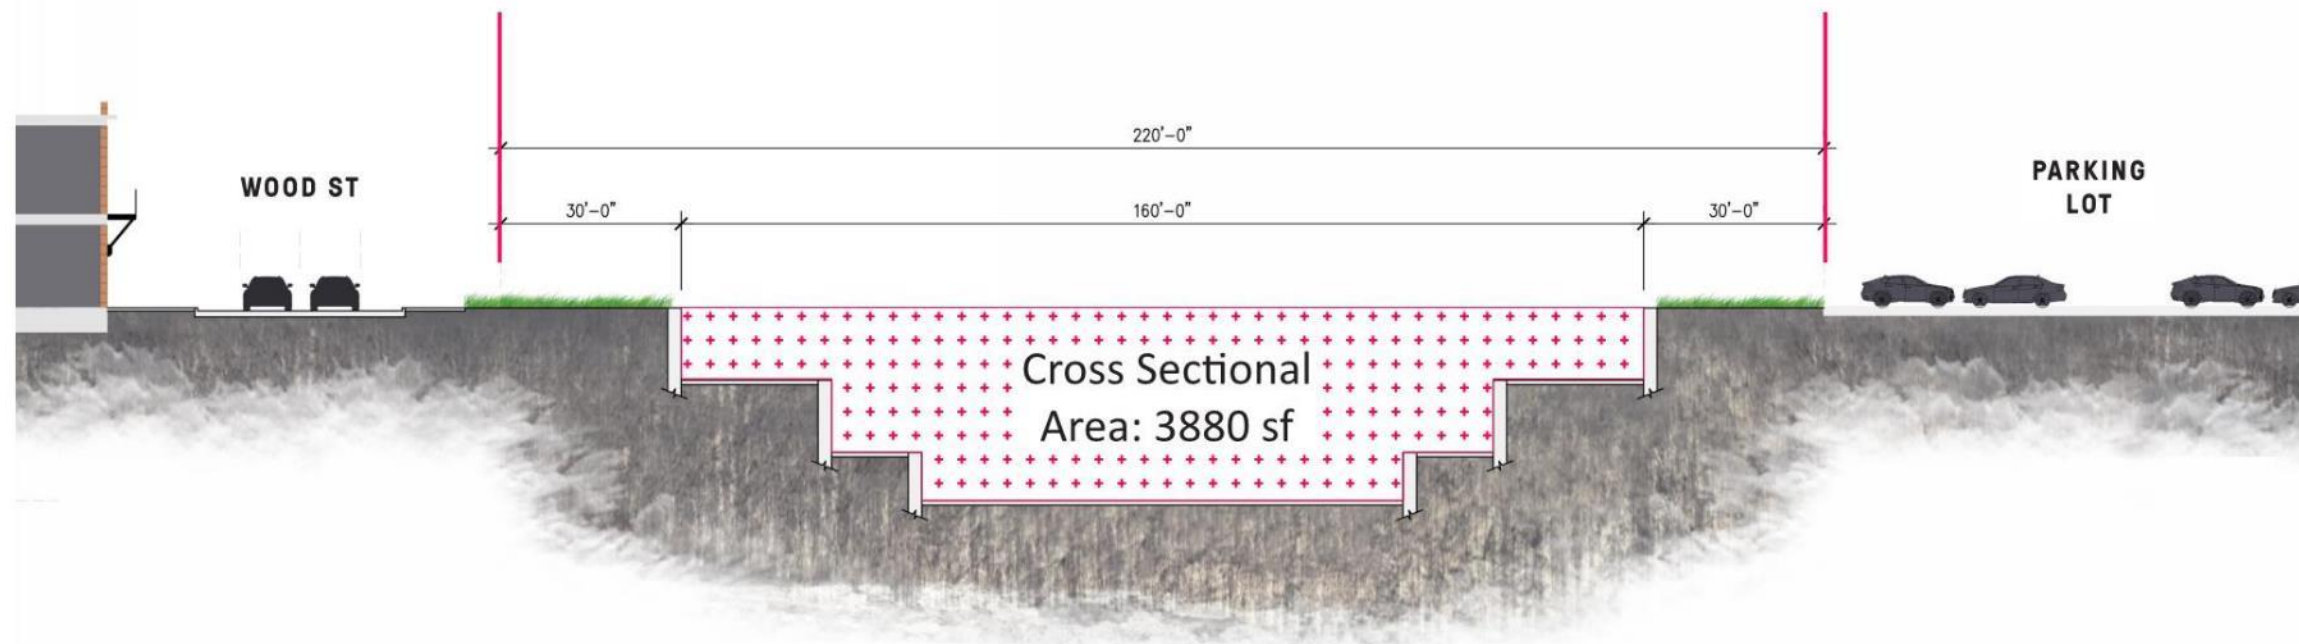 220'-0"
WOOD ST
PARKING
LOT
30'-0"
160'-0"
30'-0"
Cross Sectional
Area: 3880 sf